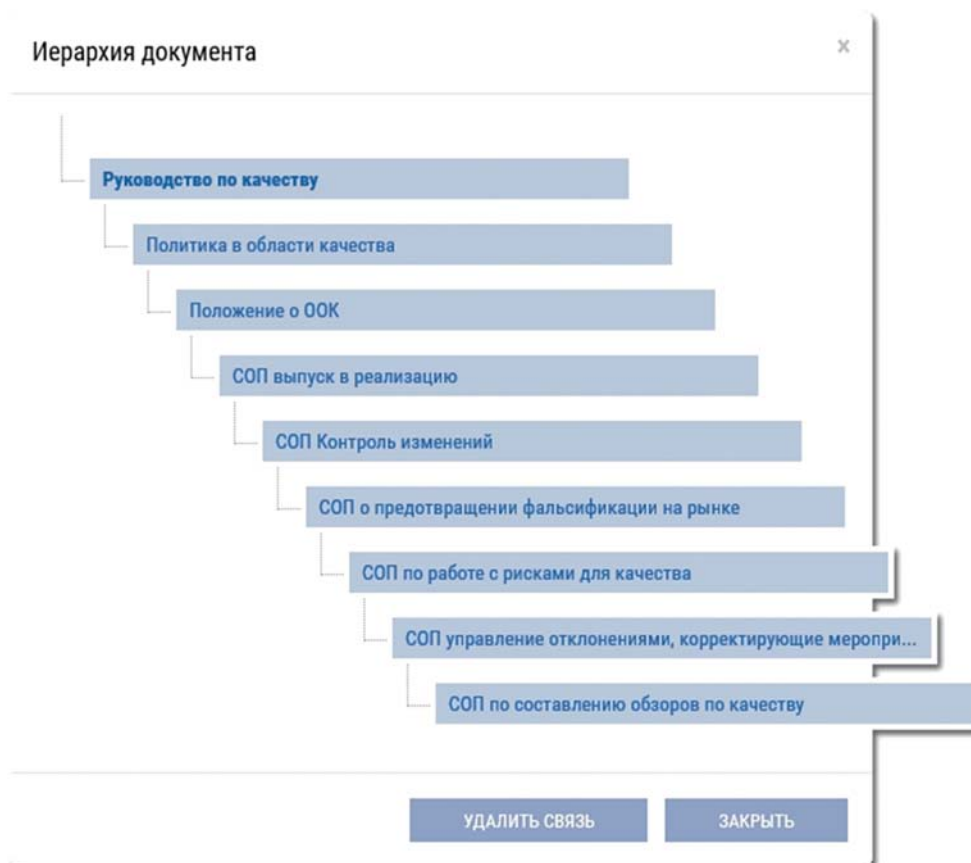 Иерархия документа
×
Руководство по качеству
Политика в области качества
Положение о ООК
СОП выпуск в реализацию
СОП Контроль изменений
СОП о предотвращении фальсификации на рынке
СОП по работе с рисками для качества
СОП управление отклонениями, корректирующие меропри...
СОП по составлению обзоров по качеству
УДАЛИТЬ СВЯЗЬ
ЗАКРЫТЬ